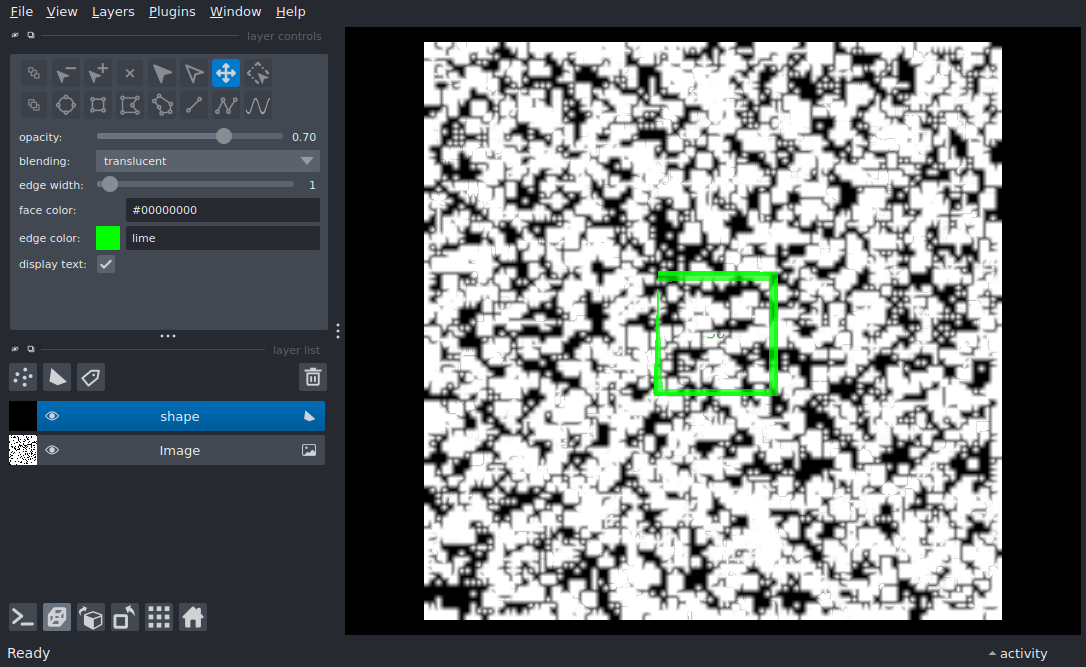 File View Layers Plugins Window Help
layer controls
opacity: 0.70
blending: translucent
edge width: 1
face color: #00000000
edge color: lime
display text:
layer list
shape
Image
Ready
activity